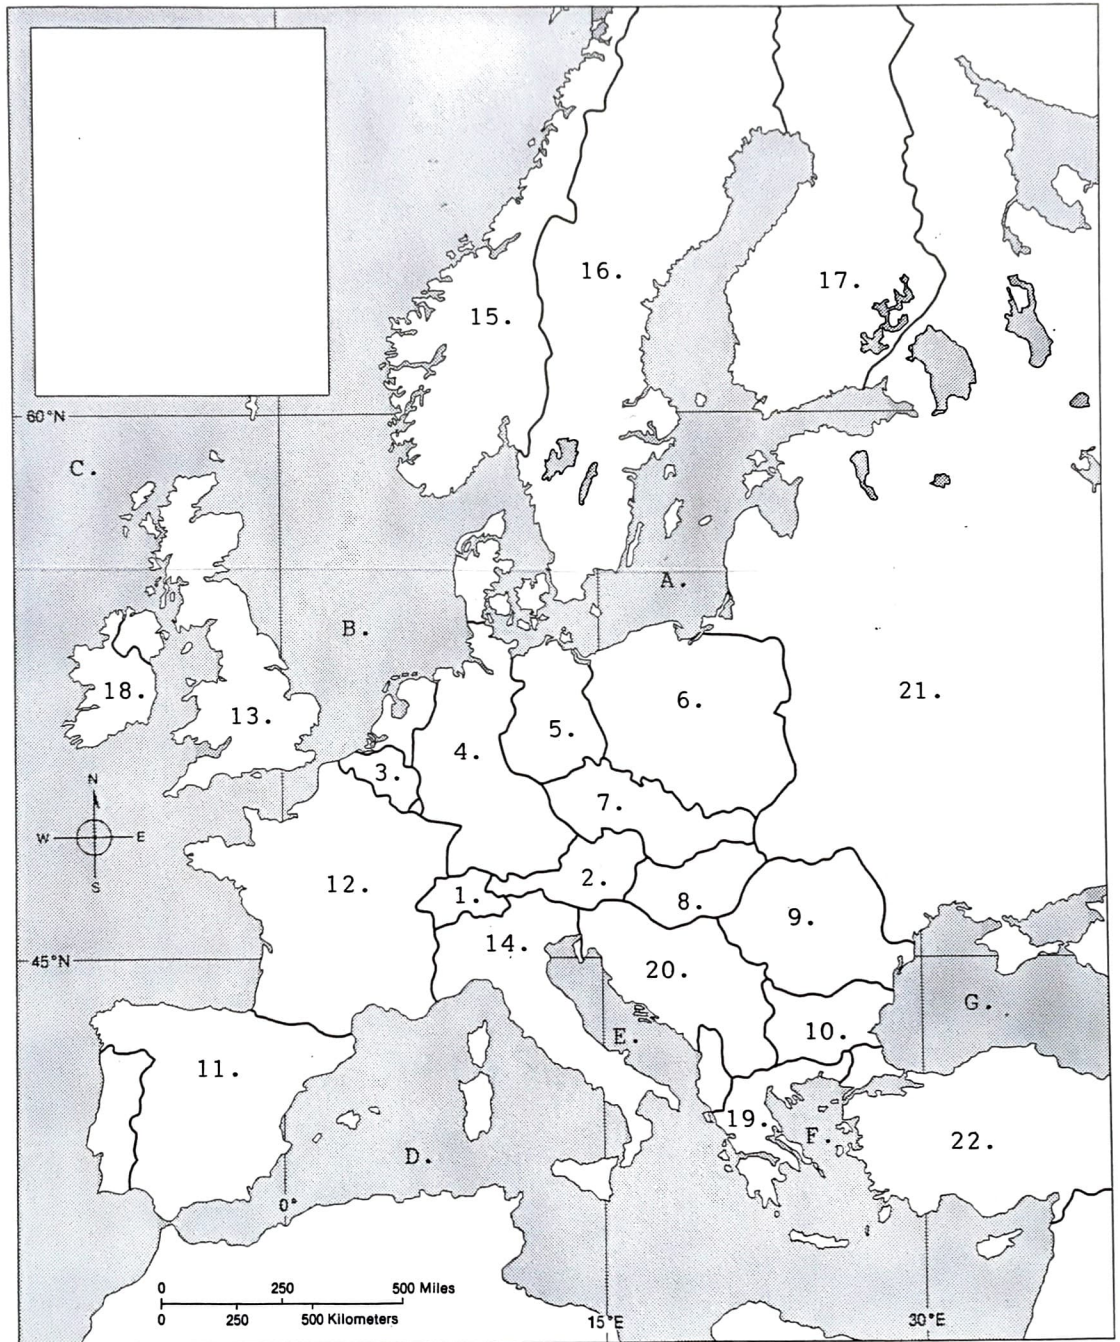 16.
17.
15.
60°N
C.
A.
B.
18.
13.
6.
21.
5.
4.
3.
N
W
E
S
7.
12.
1.
2.
8.
9.
14.
45°N
20.
G.
E.
10.
11.
19.
F.
22.
D.
0°
0 250 500 Miles
0 250 500 Kilometers
15°E
30°E